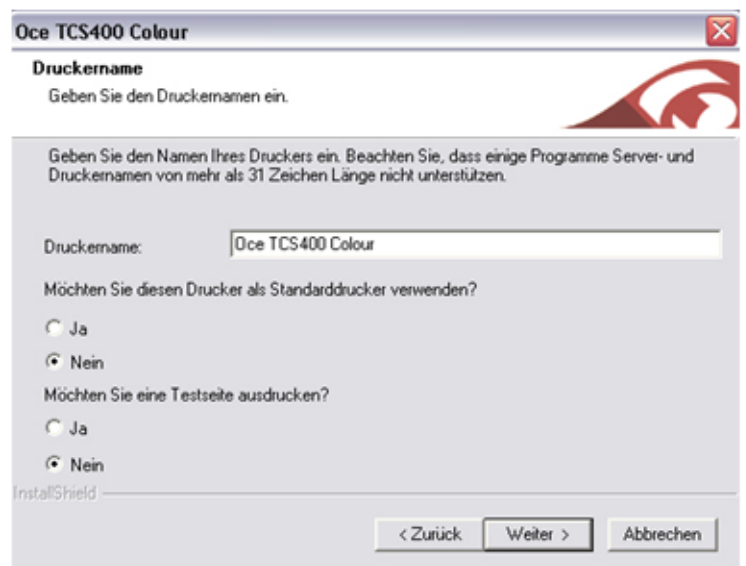 Oce TCS400 Colour
Druckername
Geben Sie den Druckernamen ein.
Geben Sie den Namen Ihres Druckers ein. Beachten Sie, dass einige Programme Server- und
Druckernamen von mehr als 31 Zeichen Länge nicht unterstützen.
Druckername: Oce TCS400 Colour
Möchten Sie diesen Drucker als Standarddrucker verwenden?
Ja
Nein
Möchten Sie eine Testseite ausdrucken?
Ja
Nein
InstallShield
< Zurück Weiter > Abbrechen